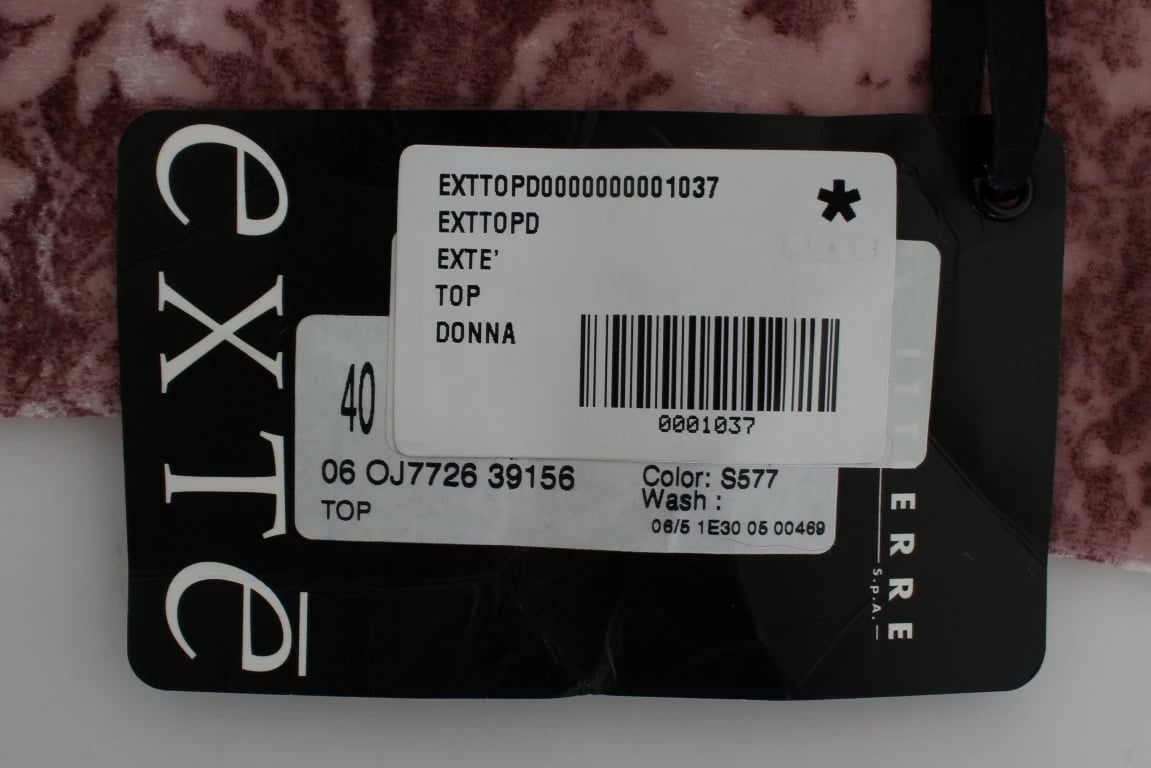 exTē
EXTTOPD0000000001037
*
EXTTOPD
EXTE'
TOP
DONNA
0001037
40
06 OJ7726 39156
TOP
Color: S577
Wash :
06/5 1E30 05 00469
ITT
ERRE
S.p.A.